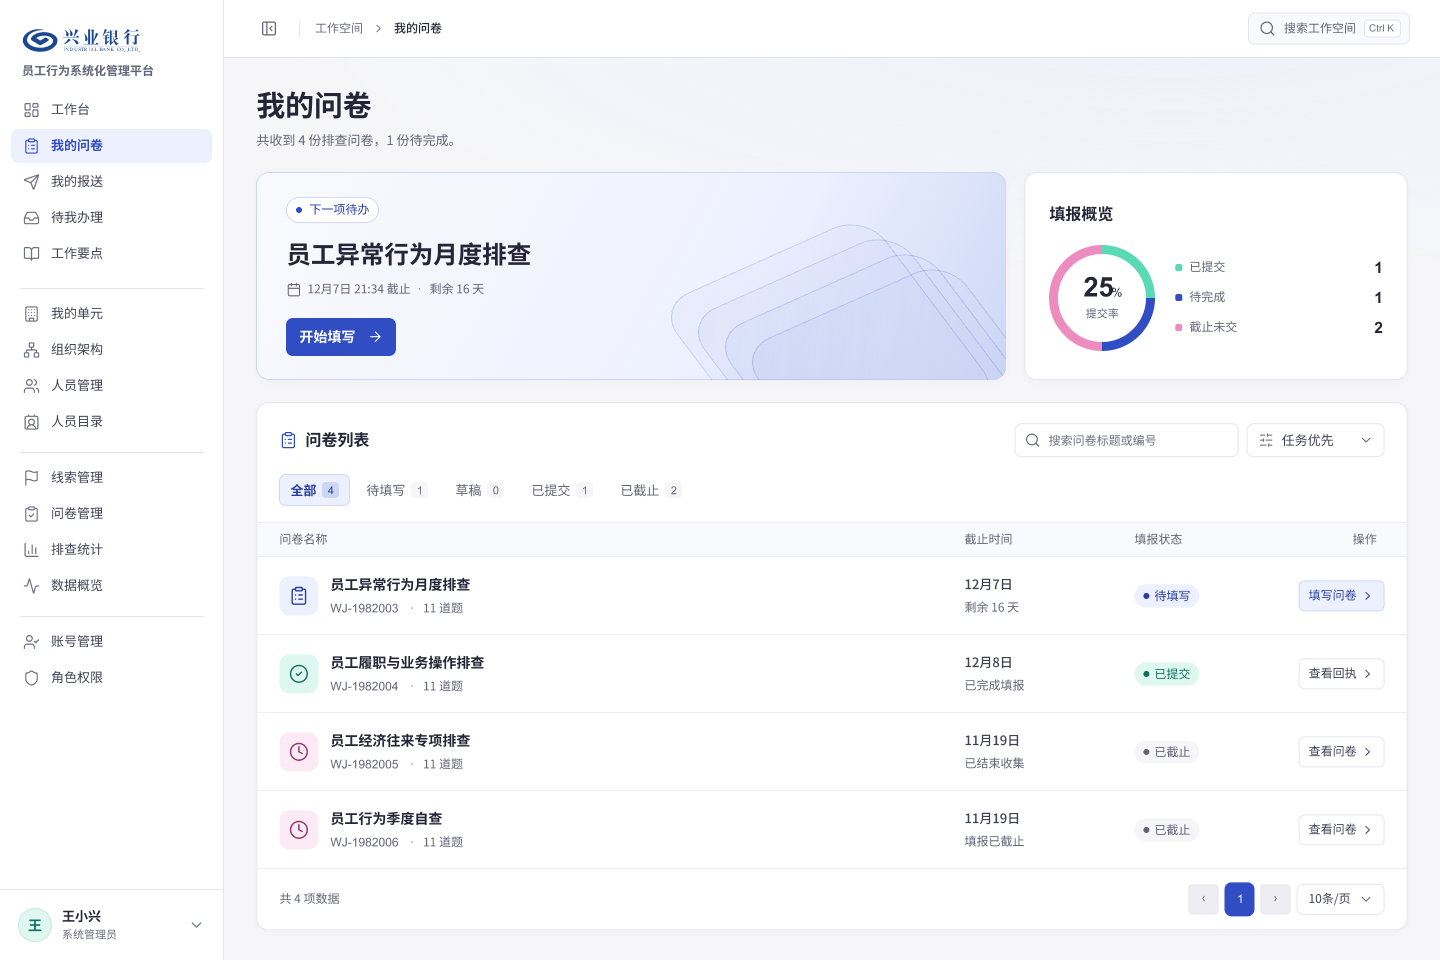 兴业银行
INDUSTRIAL BANK CO.,LTD.
员工行为系统化管理平台
工作台
我的问卷
我的报送
待我办理
工作要点
我的单元
组织架构
人员管理
人员目录
线索管理
问卷管理
排查统计
数据概览
账号管理
角色权限
王
王小兴
系统管理员
工作空间 > 我的问卷
搜索工作空间 Ctrl K
我的问卷
共收到 4 份排查问卷，1 份待完成。
下一项待办
员工异常行为月度排查
12月7日 21:34 截止 · 剩余 16 天
开始填写 →
填报概览
25%
提交率
已提交 1
待完成 1
截止未交 2
问卷列表
搜索问卷标题或编号
任务优先
全部 4 待填写 1 草稿 0 已提交 1 已截止 2
问卷名称 截止时间 填报状态 操作
员工异常行为月度排查
WJ-1982003 · 11 道题
12月7日
剩余 16 天
待填写
填写问卷 >
员工履职与业务操作排查
WJ-1982004 · 11 道题
12月8日
已完成填报
已提交
查看回执 >
员工经济往来专项排查
WJ-1982005 · 11 道题
11月19日
已结束收集
已截止
查看问卷 >
员工行为季度自查
WJ-1982006 · 11 道题
11月19日
填报已截止
已截止
查看问卷 >
共 4 项数据
‹ 1 › 10条/页